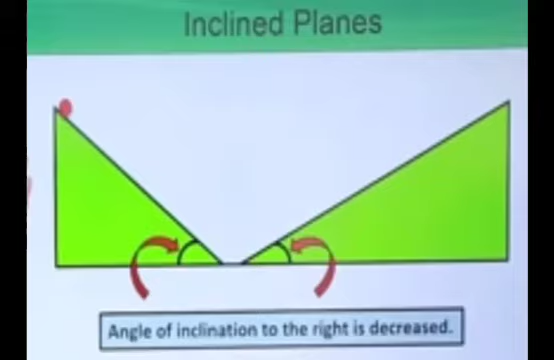 Inclined Planes
Angle of inclination to the right is decreased.